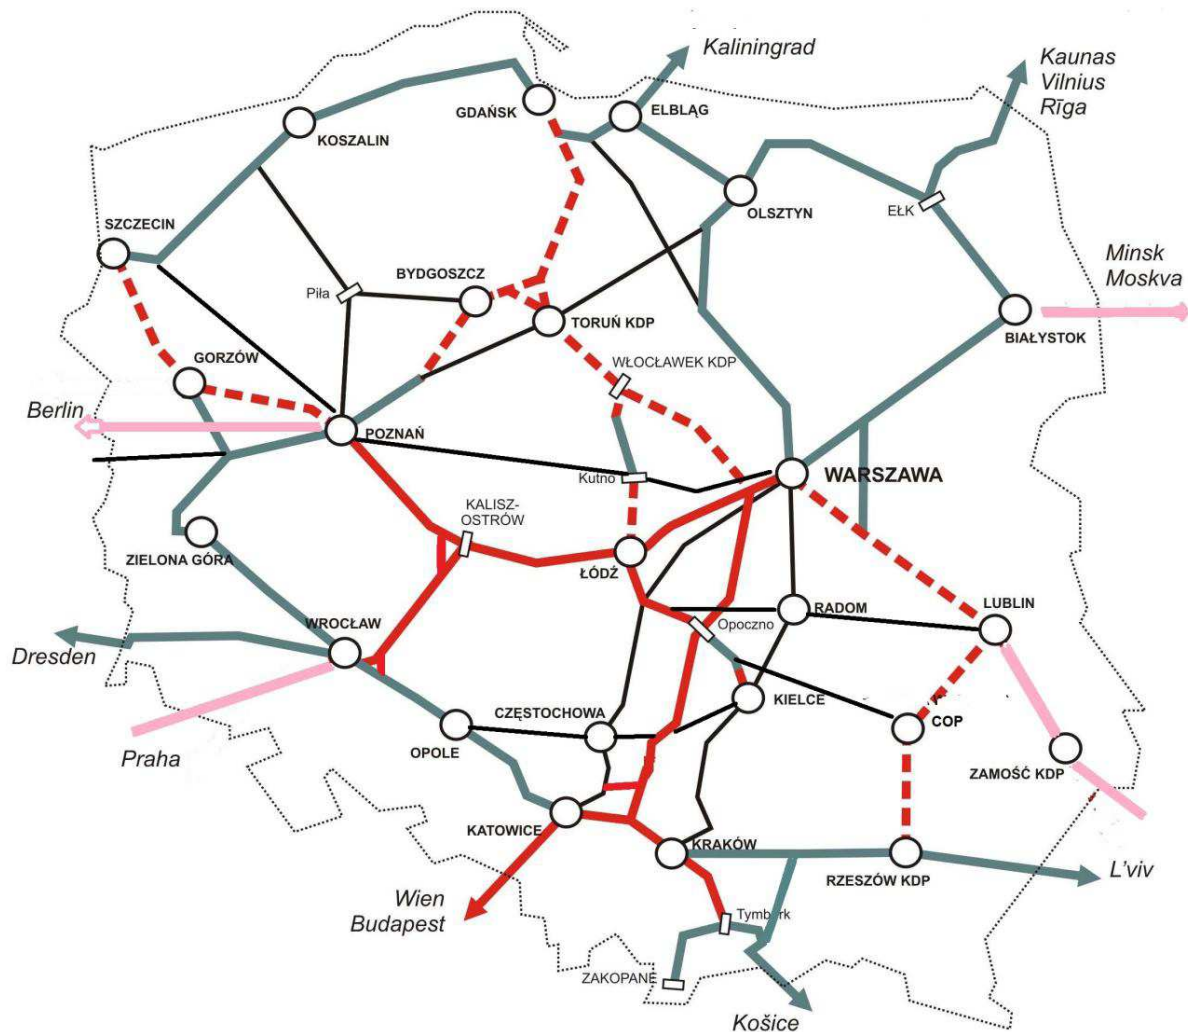 Kaliningrad
Kaunas
Vilnius
Rīga
GDAŃSK
ELBLĄG
KOSZALIN
OLSZTYN
EŁK
SZCZECIN
Minsk
Moskva
BYDGOSZCZ
Piła
TORUŃ KDP
BIAŁYSTOK
GORZÓW
WŁOCŁAWEK KDP
Berlin
POZNAŃ
WARSZAWA
Kutno
KALISZ-
OSTRÓW
ZIELONA GÓRA
ŁÓDŹ
WROCŁAW
RADOM
LUBLIN
Opoczno
Dresden
KIELCE
CZĘSTOCHOWA
COP
OPOLE
Praha
ZAMOŚĆ KDP
KATOWICE
KRAKÓW
RZESZÓW KDP
L'viv
Wien
Budapest
Tymbark
ZAKOPANE
Košice